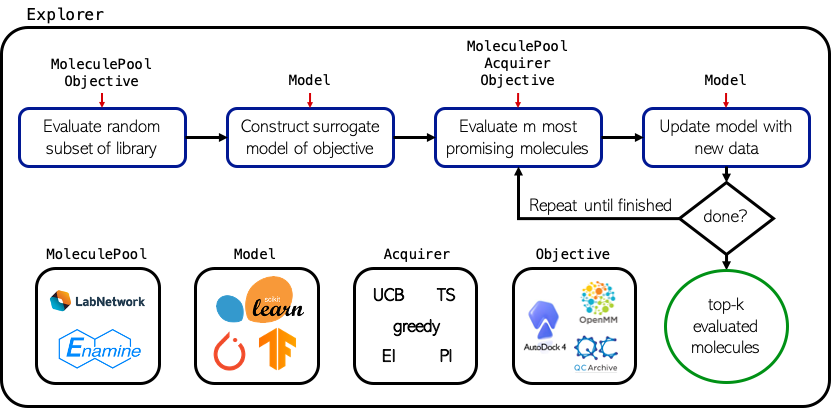 Explorer
MoleculePool
Objective
Model
MoleculePool
Acquirer
Objective
Model
Evaluate random
subset of library
Construct surrogate
model of objective
Evaluate m most
promising molecules
Update model with
new data
Repeat until finished
done?
MoleculePool
Model
Acquirer
Objective
LabNetwork
Enamine
scikit
learn
UCB TS
greedy
EI PI
OpenMM
AutoDock 4
QC
QCArchive
top-k
evaluated
molecules